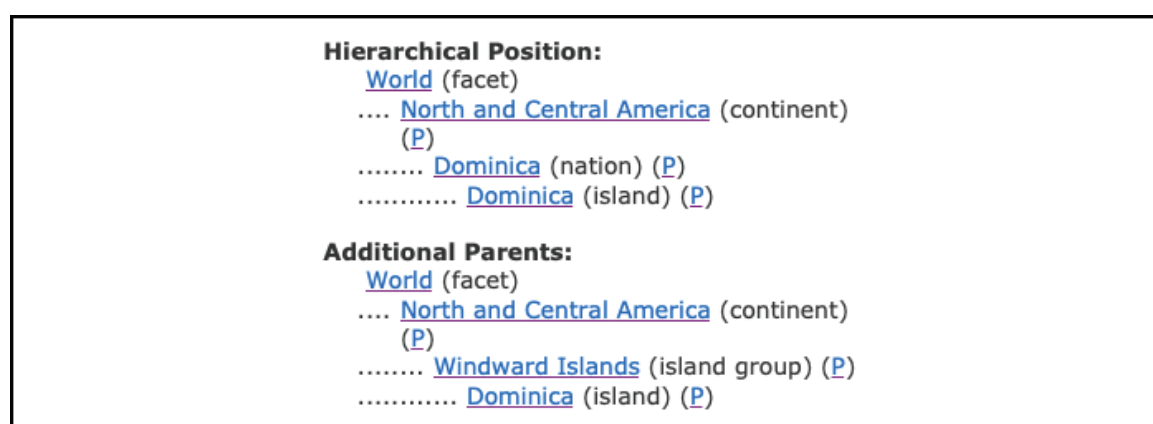 Hierarchical Position:
World (facet)
.... North and Central America (continent)
(P)
........ Dominica (nation) (P)
............ Dominica (island) (P)
Additional Parents:
World (facet)
.... North and Central America (continent)
(P)
........ Windward Islands (island group) (P)
............ Dominica (island) (P)